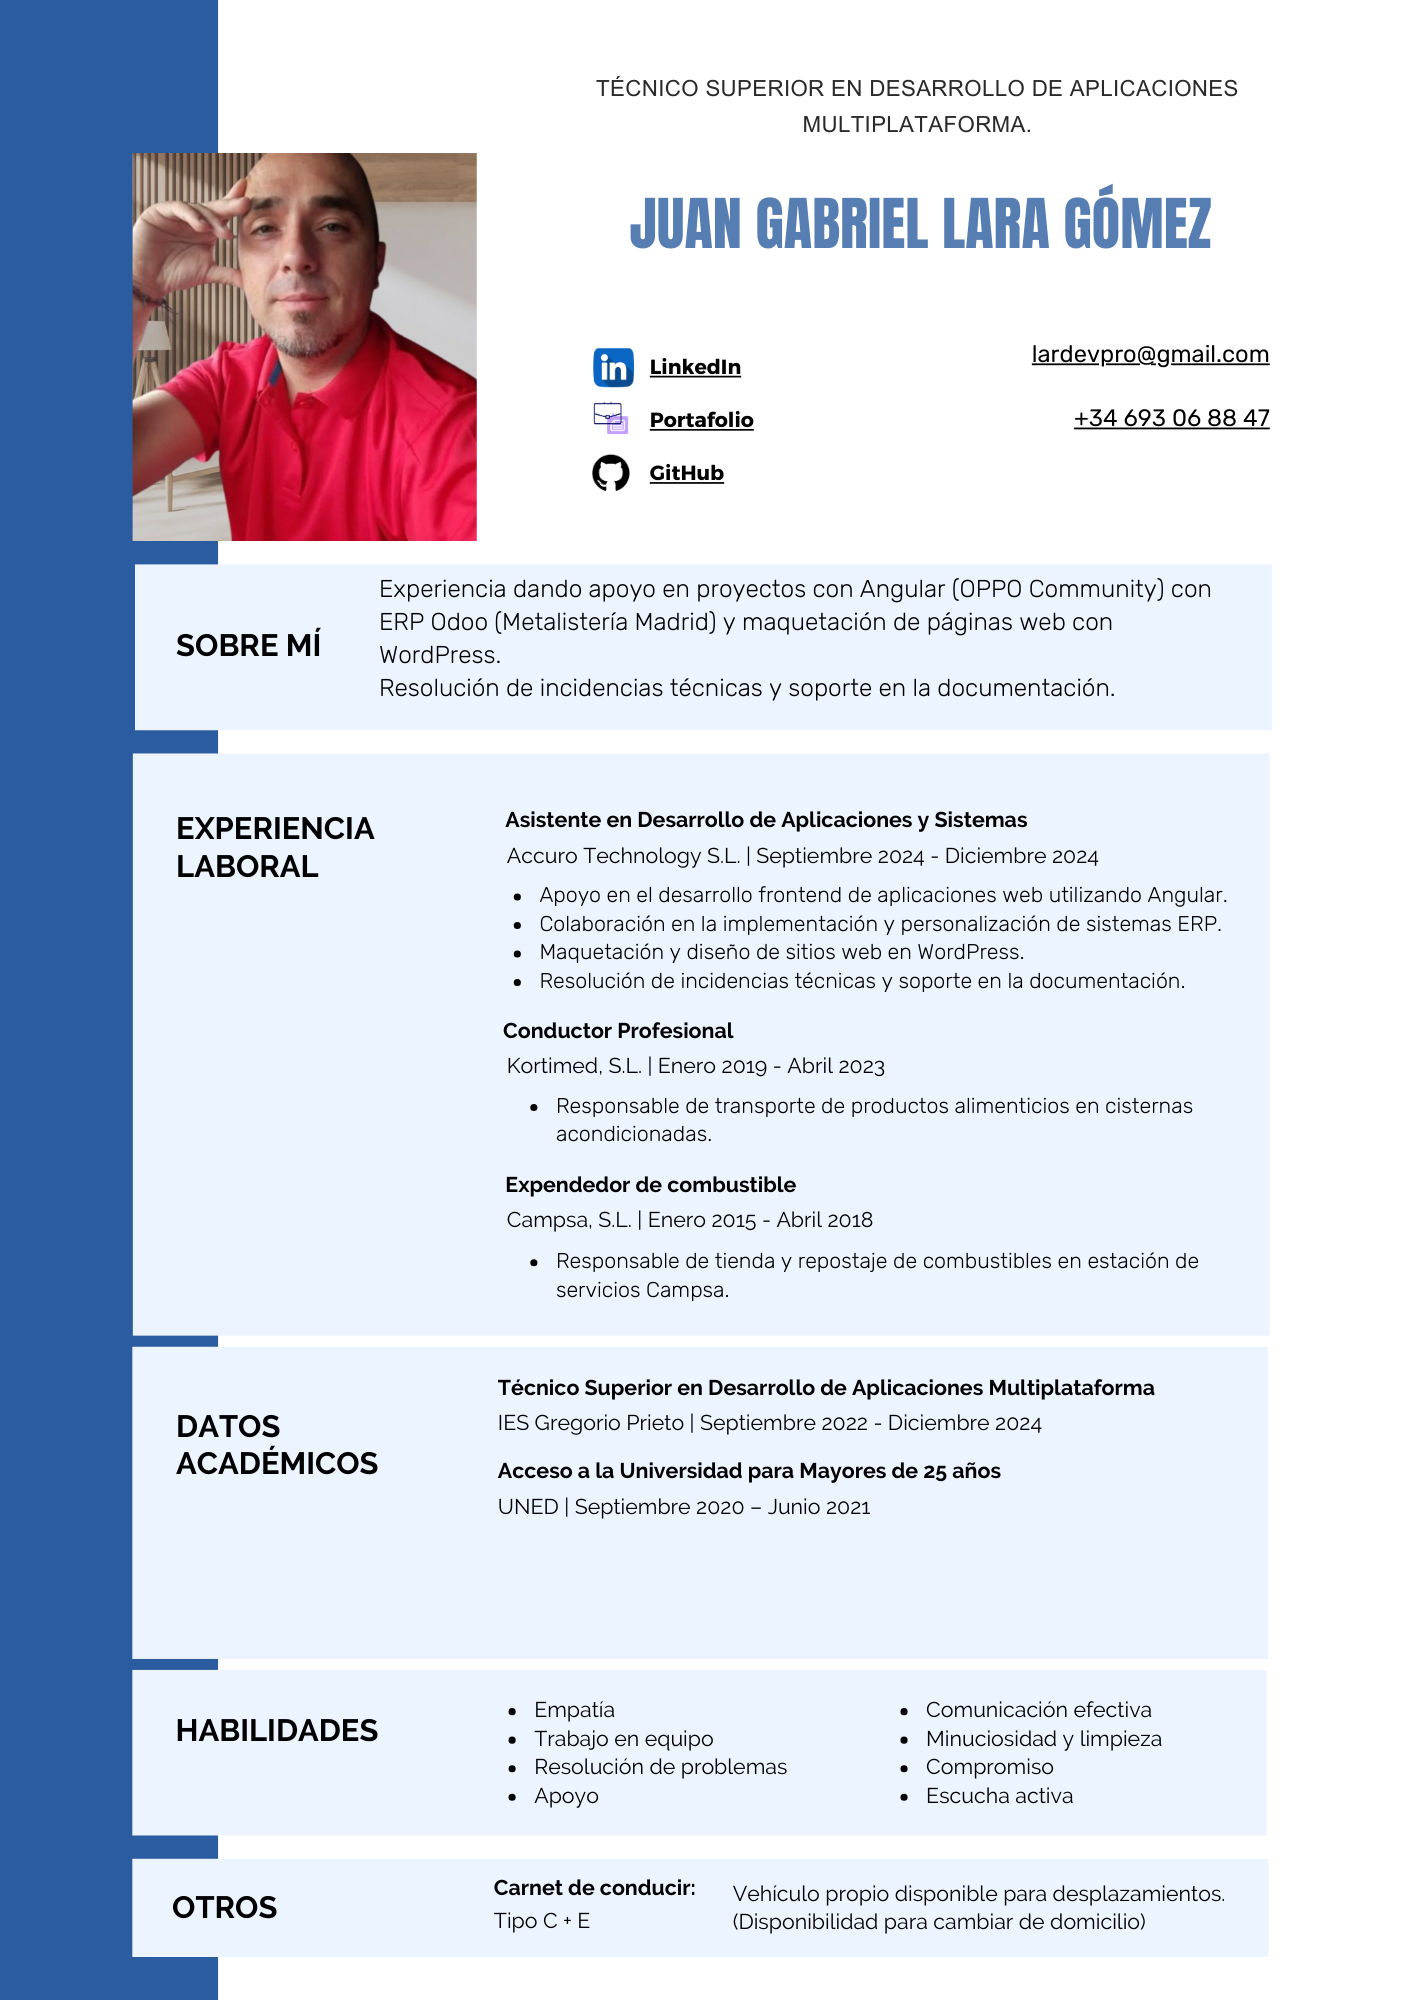 TÉCNICO SUPERIOR EN DESARROLLO DE APLICACIONES
MULTIPLATAFORMA.
JUAN GABRIEL LARA GÓMEZ
LinkedIn
Portafolio
GitHub
lardevpro@gmail.com
+34 693 06 88 47
SOBRE MÍ
Experiencia dando apoyo en proyectos con Angular (OPPO Community) con
ERP Odoo (Metalistería Madrid) y maquetación de páginas web con
WordPress.
Resolución de incidencias técnicas y soporte en la documentación.
EXPERIENCIA
LABORAL
Asistente en Desarrollo de Aplicaciones y Sistemas
Accuro Technology S.L. | Septiembre 2024 - Diciembre 2024
• Apoyo en el desarrollo frontend de aplicaciones web utilizando Angular.
• Colaboración en la implementación y personalización de sistemas ERP.
• Maquetación y diseño de sitios web en WordPress.
• Resolución de incidencias técnicas y soporte en la documentación.
Conductor Profesional
Kortimed, S.L. | Enero 2019 - Abril 2023
• Responsable de transporte de productos alimenticios en cisternas
acondicionadas.
Expendedor de combustible
Campsa, S.L. | Enero 2015 - Abril 2018
• Responsable de tienda y repostaje de combustibles en estación de
servicios Campsa.
DATOS
ACADÉMICOS
Técnico Superior en Desarrollo de Aplicaciones Multiplataforma
IES Gregorio Prieto | Septiembre 2022 - Diciembre 2024
Acceso a la Universidad para Mayores de 25 años
UNED | Septiembre 2020 – Junio 2021
HABILIDADES
• Empatía
• Trabajo en equipo
• Resolución de problemas
• Apoyo
• Comunicación efectiva
• Minuciosidad y limpieza
• Compromiso
• Escucha activa
OTROS
Carnet de conducir:
Tipo C + E
Vehículo propio disponible para desplazamientos.
(Disponibilidad para cambiar de domicilio)